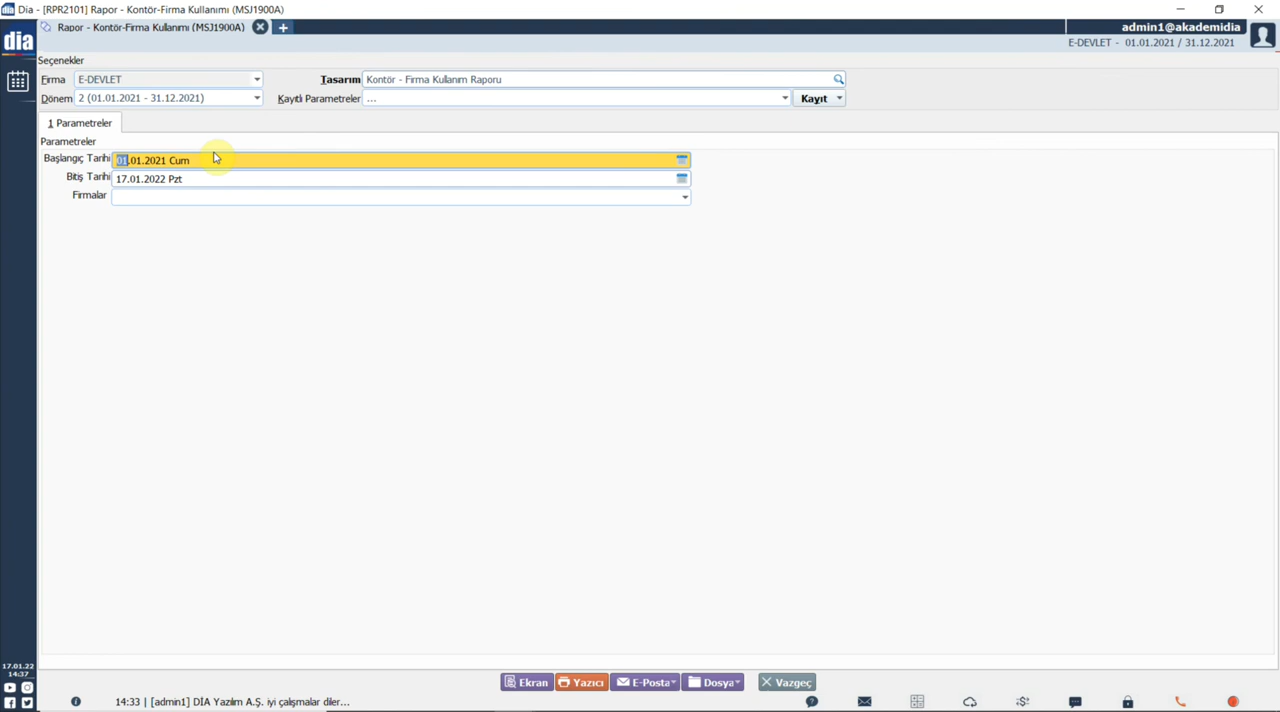 Dia - [RPR2101] Rapor - Kontör-Firma Kullanımı (MSJ1900A)
dia
Rapor - Kontör-Firma Kullanımı (MSJ1900A)
admin1@akademidia
E-DEVLET - 01.01.2021 / 31.12.2021
Seçenekler
Firma E-DEVLET
Tasarım Kontör - Firma Kullanım Raporu
Dönem 2 (01.01.2021 - 31.12.2021)
Kayıtlı Parametreler ...
Kayıt
1 Parametreler
Parametreler
Başlangıç Tarihi 01.01.2021 Cum
Bitiş Tarihi 17.01.2022 Pzt
Firmalar
17.01.22
14:37
Ekran
Yazıcı
E-Posta
Dosya
Vazgeç
14:33 | [admin1] DİA Yazılım A.Ş. iyi çalışmalar diler...